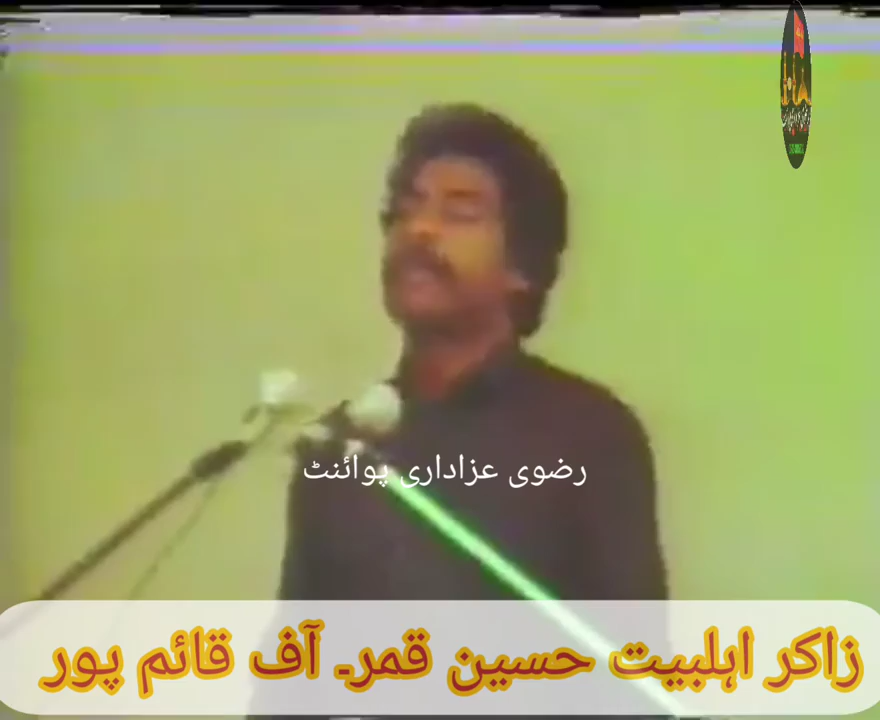 رضوی عزاداری پوائنٹ
زاکر اہلبیت حسین قمر۔ آف قائم پور